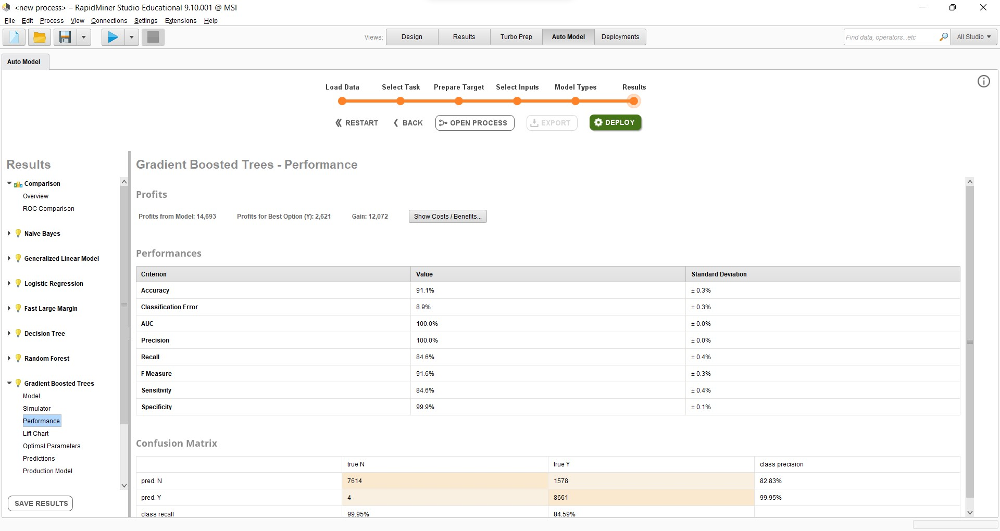 <new process> – RapidMiner Studio Educational 9.10.001 @ MSI
File Edit Process View Connections Settings Extensions Help
Views: Design Results Turbo Prep Auto Model Deployments
Find data, operators...etc All Studio
Auto Model
Load Data Select Task Prepare Target Select Inputs Model Types Results
RESTART BACK OPEN PROCESS EXPORT DEPLOY
Results
Comparison
Overview
ROC Comparison
Naive Bayes
Generalized Linear Model
Logistic Regression
Fast Large Margin
Decision Tree
Random Forest
Gradient Boosted Trees
Model
Simulator
Performance
Lift Chart
Optimal Parameters
Predictions
Production Model
SAVE RESULTS
Gradient Boosted Trees - Performance
Profits
Profits from Model: 14,693 Profits for Best Option (Y): 2,621 Gain: 12,072 Show Costs / Benefits...
Performances
Criterion Value Standard Deviation
Accuracy 91.1% ± 0.3%
Classification Error 8.9% ± 0.3%
AUC 100.0% ± 0.0%
Precision 100.0% ± 0.0%
Recall 84.6% ± 0.4%
F Measure 91.6% ± 0.3%
Sensitivity 84.6% ± 0.4%
Specificity 99.9% ± 0.1%
Confusion Matrix
true N true Y class precision
pred. N 7614 1578 82.83%
pred. Y 4 8661 99.95%
class recall 99.95% 84.59%